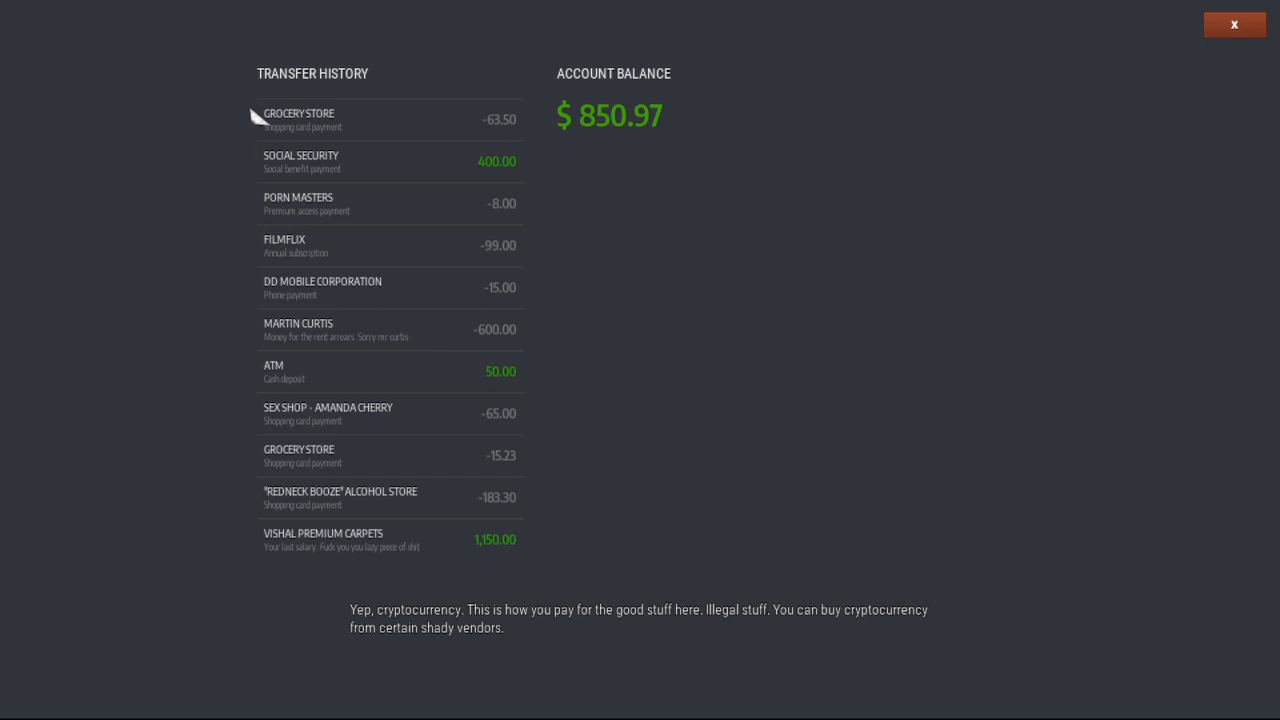 x
TRANSFER HISTORY
ACCOUNT BALANCE
$ 850.97
GROCERY STORE
Shopping card payment
-63.50
SOCIAL SECURITY
Social benefit payment
400.00
PORN MASTERS
Premium access payment
-8.00
FILMFLIX
Annual subscription
-99.00
DD MOBILE CORPORATION
Phone payment
-15.00
MARTIN CURTIS
Money for the rent arrears. Sorry mr curtis
-600.00
ATM
Cash deposit
50.00
SEX SHOP - AMANDA CHERRY
Shopping card payment
-65.00
GROCERY STORE
Shopping card payment
-15.23
"REDNECK BOOZE" ALCOHOL STORE
Shopping card payment
-183.30
VISHAL PREMIUM CARPETS
Your last salary. Fuck you you lazy piece of shit
1,150.00
Yep, cryptocurrency. This is how you pay for the good stuff here. Illegal stuff. You can buy cryptocurrency
from certain shady vendors.